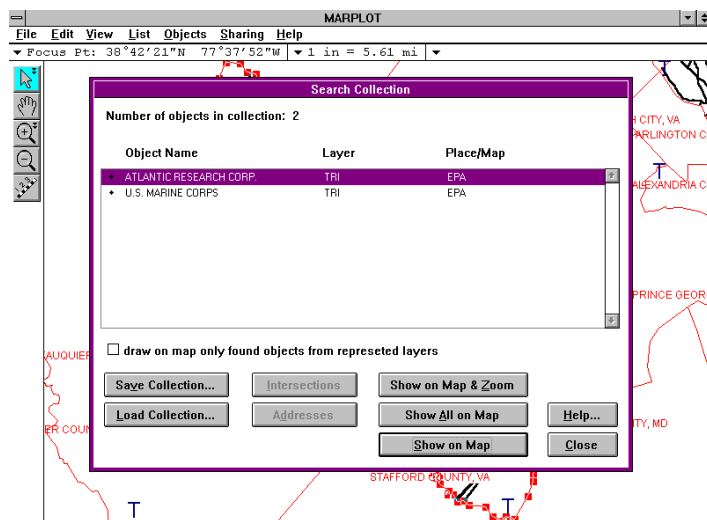 MARPLOT
File Edit View List Objects Sharing Help
Focus Pt: 38°42'21"N 77°37'52"W 1 in = 5.61 mi
Search Collection
Number of objects in collection: 2
Object Name Layer Place/Map
ATLANTIC RESEARCH CORP. TRI EPA
U.S. MARINE CORPS TRI EPA
draw on map only found objects from represeted layers
Save Collection... Intersections Show on Map & Zoom
Load Collection... Addresses Show All on Map Help...
Show on Map Close
H CITY, VA
ARLINGTON C
ALEXANDRIA C
PRINCE GEOR
AUQUIER
ER COUN
TY, MD
STAFFORD COUNTY, VA